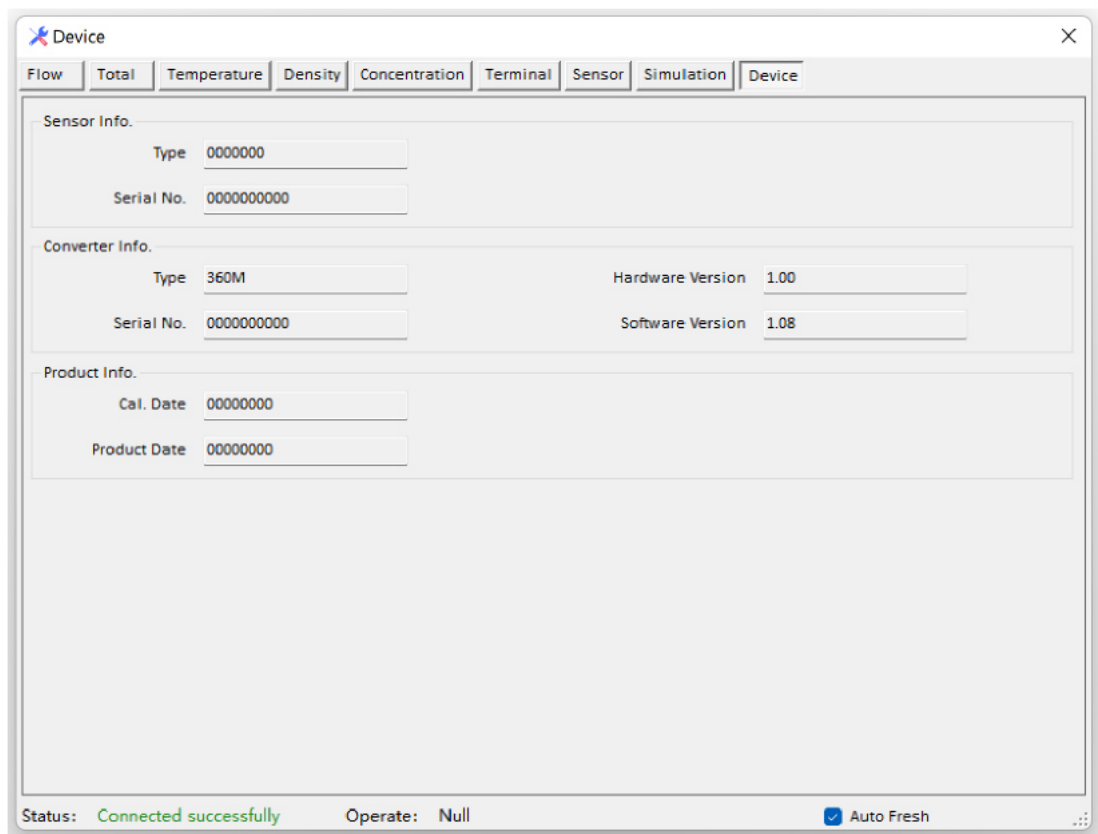 Device
Flow Total Temperature Density Concentration Terminal Sensor Simulation Device
Sensor Info.
Type 0000000
Serial No. 0000000000
Converter Info.
Type 360M Hardware Version 1.00
Serial No. 0000000000 Software Version 1.08
Product Info.
Cal. Date 00000000
Product Date 00000000
Status: Connected successfully Operate: Null Auto Fresh